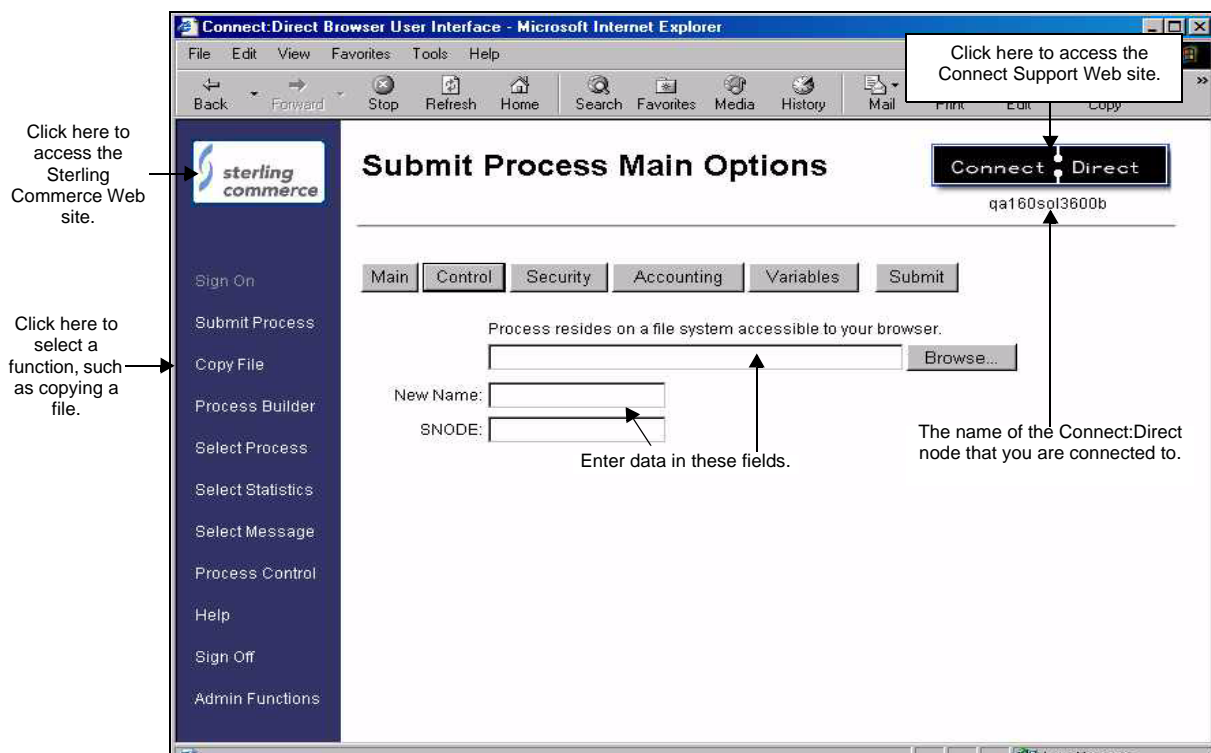 Connect:Direct Browser User Interface - Microsoft Internet Explorer
File Edit View Favorites Tools Help
Back Forward Stop Refresh Home Search Favorites Media History Mail Print Edit Copy
»
Click here to access the
Connect Support Web site.
Click here to
access the
Sterling
Commerce Web
site.
sterling
commerce
Submit Process Main Options
Connect Direct
qa160sol3600b
Click here to
select a
function, such
as copying a
file.
Sign On
Submit Process
Copy File
Process Builder
Select Process
Select Statistics
Select Message
Process Control
Help
Sign Off
Admin Functions
Main Control Security Accounting Variables Submit
Process resides on a file system accessible to your browser.
Browse...
New Name:
SNODE:
Enter data in these fields.
The name of the Connect:Direct
node that you are connected to.